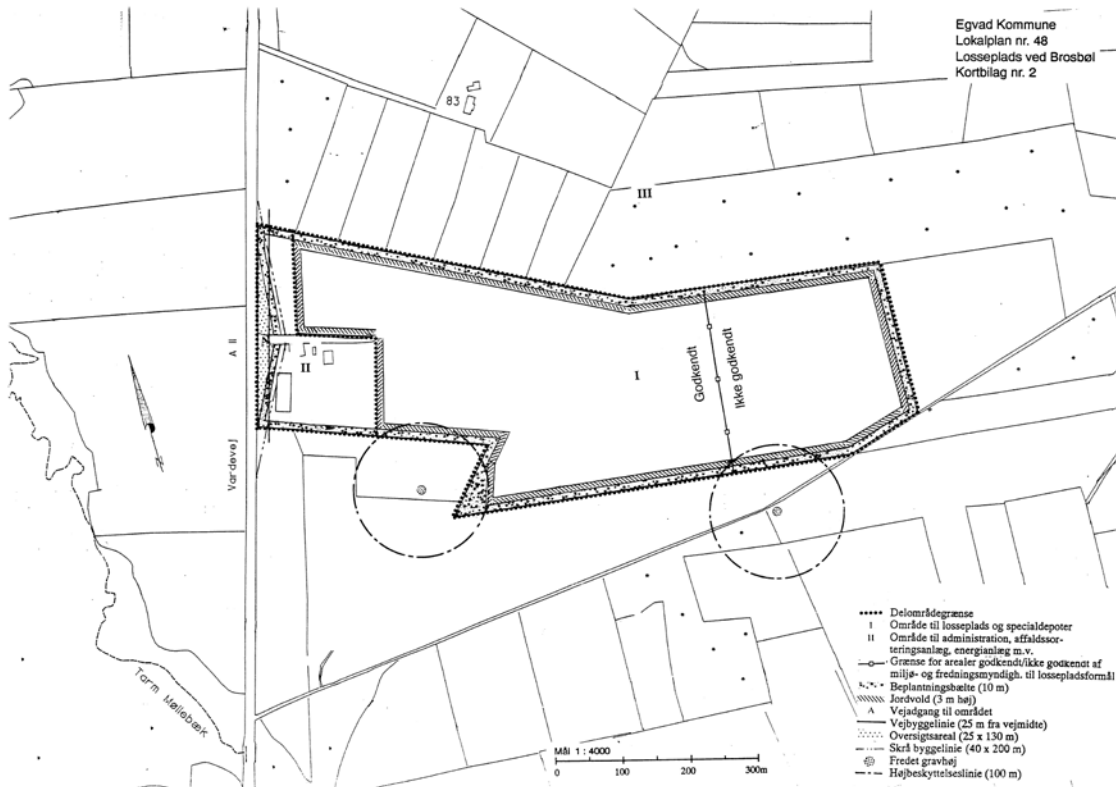 Egvad Kommune
Lokalplan nr. 48
Losseplads ved Brosbøl
Kortbilag nr. 2
83
III
A II
II
I
Godkendt
Ikke godkendt
Vardevej
Tarm Møllebæk
Delområdegrænse
I Område til losseplads og specialdepoter
II Område til administration, affaldssor-
teringsanlæg, energianlæg m.v.
Grænse for arealer godkendt/ikke godkendt af
miljø- og fredningsmyndigh. til lossepladsformål
Beplantningsbælte (10 m)
Jordvold (3 m høj)
A Vejadgang til området
Vejbyggelinie (25 m fra vejmidte)
Oversigtsareal (25 x 130 m)
Skrå byggelinie (40 x 200 m)
Fredet gravhøj
Højbeskyttelseslinie (100 m)
Mål 1 : 4000
0 100 200 300m